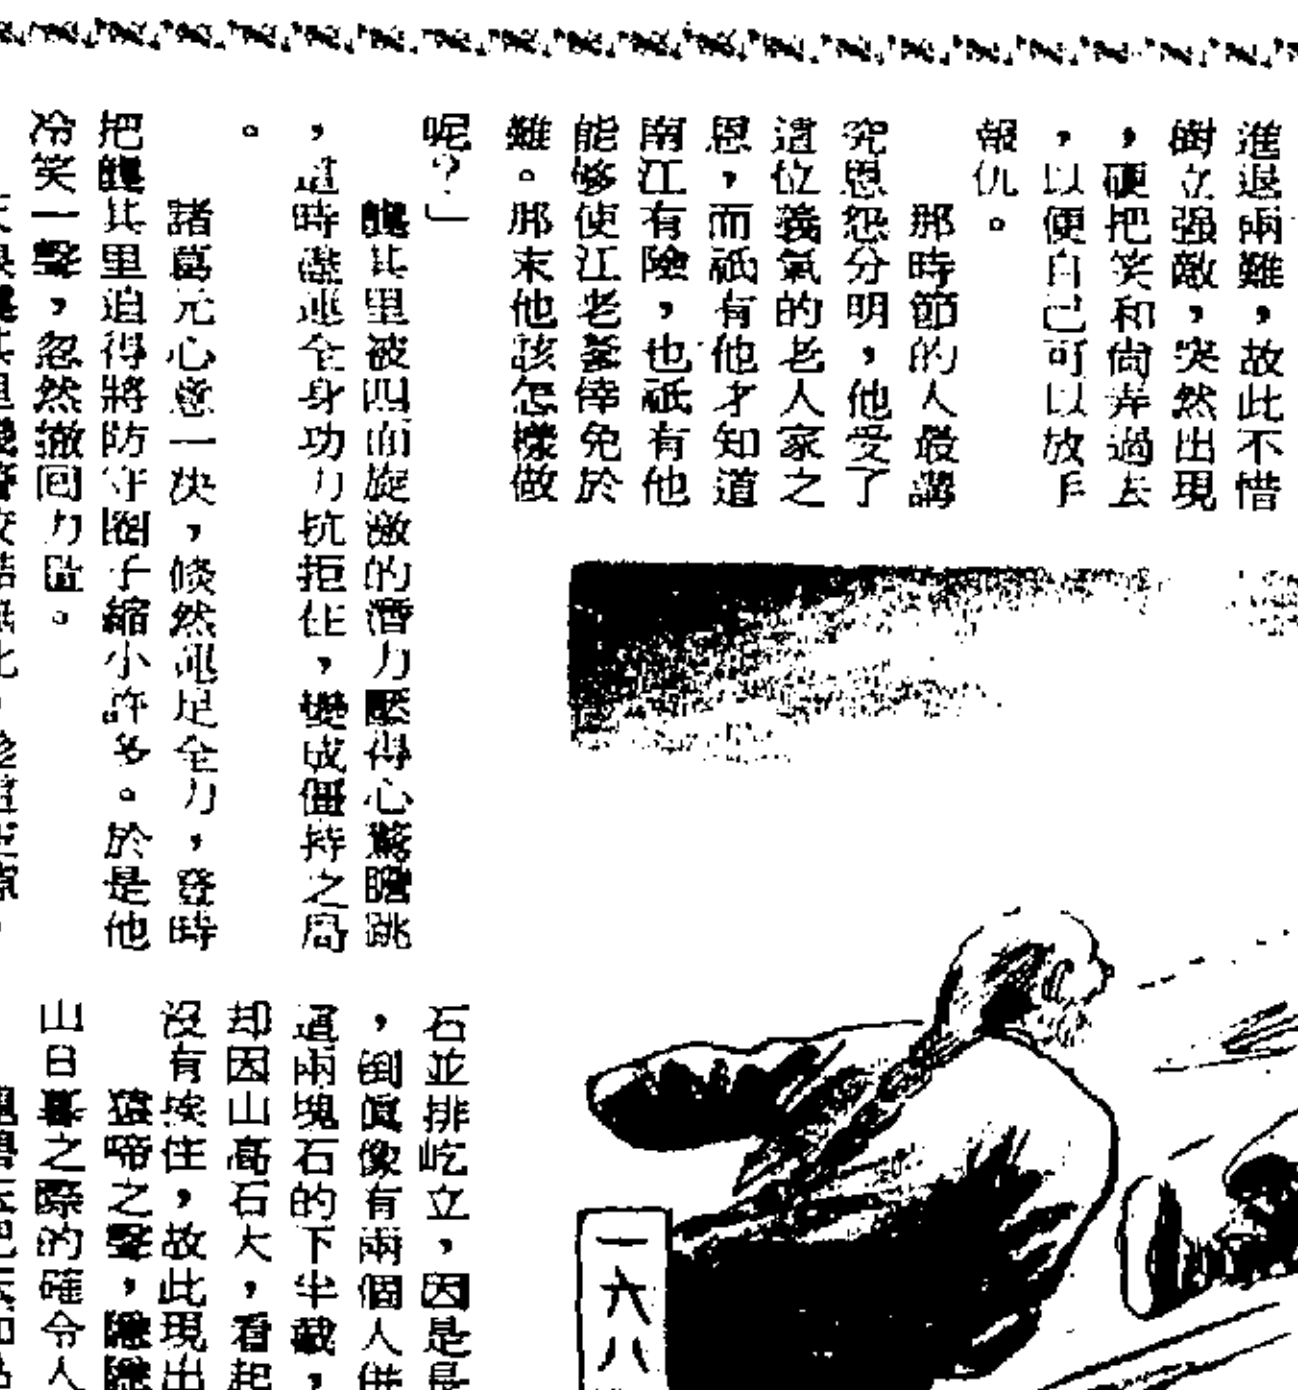 進退兩難，故此不惜
樹立强敵，突然出現
，硬把笑和尚弄過去
，以便自己可以放手
報仇。
那時節的人最講
究恩怨分明，他受了
這位義氣的老人家之
恩，而祇有他才知道
南江有險，也祇有他
能够使江老爹倖免於
難。那末他該怎樣做
呢？」
其里被四面旋激的潛力壓得心驚膽跳
，這時盡運全身功力抗拒住，變成僵持之局
。
諸葛元心意一決，倏然運足全力，登時
把其里迫得將防守圈子縮小許多。於是他
冷笑一聲，忽然撤回力量。
石並排屹立，因是
，倒眞像有兩個人併
這兩塊石的下半截，
却因山高石大，看起
沒有埃住，故此現出
猿啼之聲，隱隱
山日暮之際的確令人
一六八